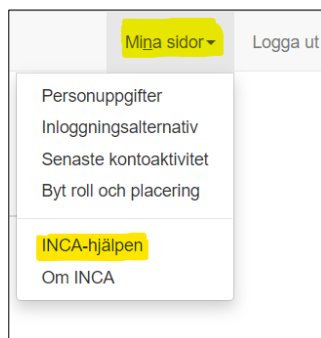 Mina sidor Logga ut
Personuppgifter
Inloggningsalternativ
Senaste kontoaktivitet
Byt roll och placering
INCA-hjälpen
Om INCA